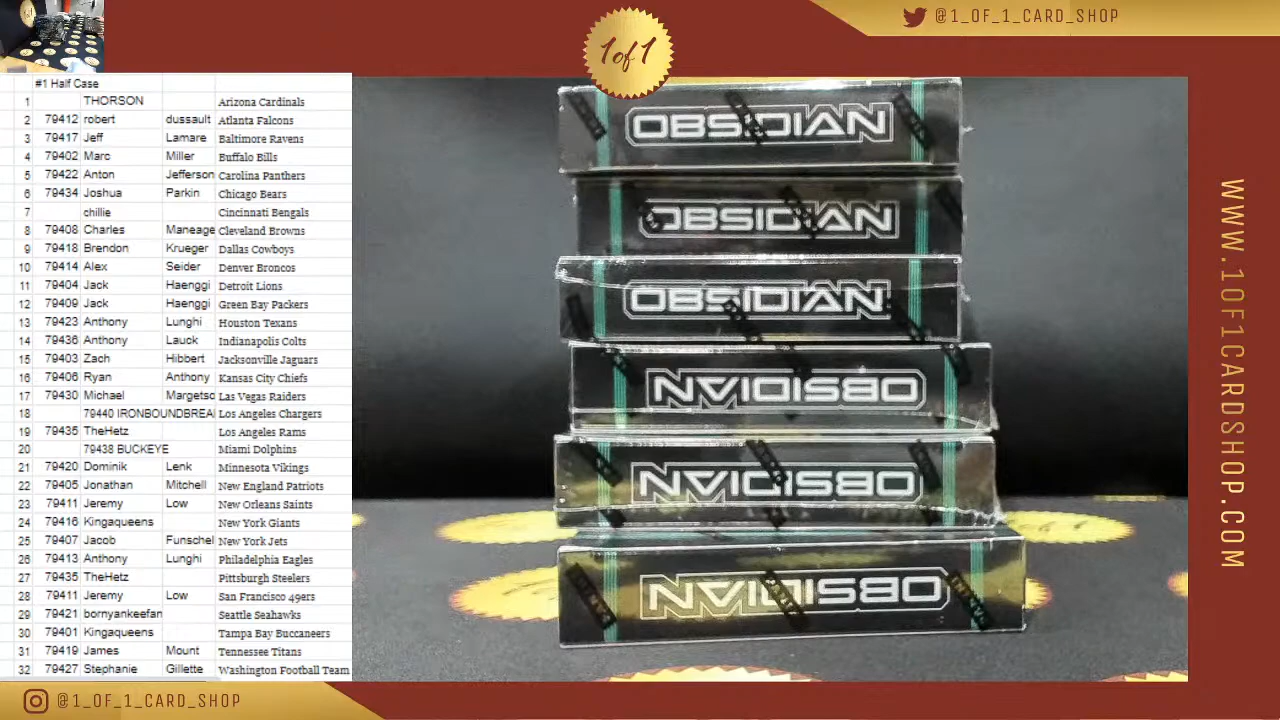 1of1
@1_OF_1_CARD_SHOP
#1 Half Case
1 THORSON Arizona Cardinals
2 79412 robert dussault Atlanta Falcons
3 79417 Jeff Lamare Baltimore Ravens
4 79402 Marc Miller Buffalo Bills
5 79422 Anton Jefferson Carolina Panthers
6 79434 Joshua Parkin Chicago Bears
7 chillie Cincinnati Bengals
8 79408 Charles Maneage Cleveland Browns
9 79418 Brendon Krueger Dallas Cowboys
10 79414 Alex Seider Denver Broncos
11 79404 Jack Haenggi Detroit Lions
12 79409 Jack Haenggi Green Bay Packers
13 79423 Anthony Lunghi Houston Texans
14 79436 Anthony Lauck Indianapolis Colts
15 79403 Zach Hibbert Jacksonville Jaguars
16 79406 Ryan Anthony Kansas City Chiefs
17 79430 Michael Margetso Las Vegas Raiders
18 79440 IRONBOUNDBREA Los Angeles Chargers
19 79435 TheHetz Los Angeles Rams
20 79438 BUCKEYE Miami Dolphins
21 79420 Dominik Lenk Minnesota Vikings
22 79405 Jonathan Mitchell New England Patriots
23 79411 Jeremy Low New Orleans Saints
24 79416 Kingaqueens New York Giants
25 79407 Jacob Funschel New York Jets
26 79413 Anthony Lunghi Philadelphia Eagles
27 79435 TheHetz Pittsburgh Steelers
28 79411 Jeremy Low San Francisco 49ers
29 79421 bornyankeefan Seattle Seahawks
30 79401 Kingaqueens Tampa Bay Buccaneers
31 79419 James Mount Tennessee Titans
32 79427 Stephanie Gillette Washington Football Team
OBSIDIAN
OBSIDIAN
OBSIDIAN
OBSIDIAN
OBSIDIAN
OBSIDIAN
WWW.1OF1CARDSHOP.COM
@1_OF_1_CARD_SHOP